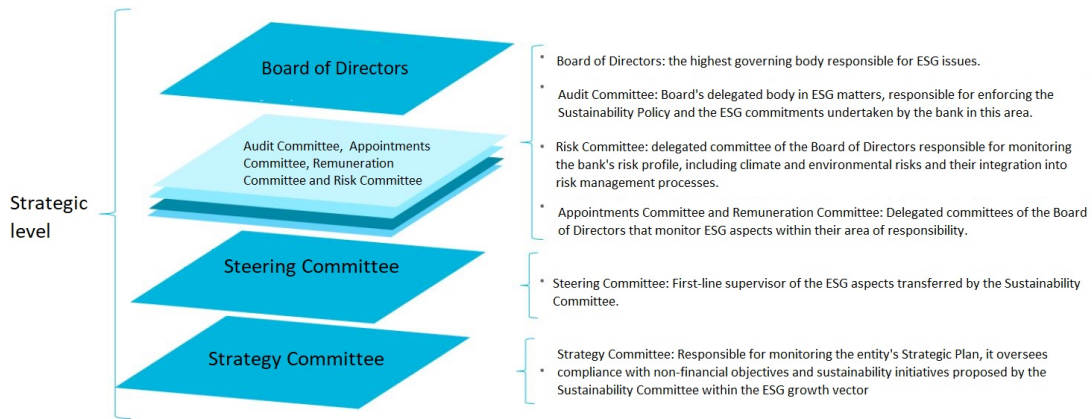 Strategic
level
Board of Directors
Audit Committee, Appointments
Committee, Remuneration
Committee and Risk Committee
Steering Committee
Strategy Committee
• Board of Directors: the highest governing body responsible for ESG issues.
• Audit Committee: Board's delegated body in ESG matters, responsible for enforcing the
Sustainability Policy and the ESG commitments undertaken by the bank in this area.
• Risk Committee: delegated committee of the Board of Directors responsible for monitoring
the bank's risk profile, including climate and environmental risks and their integration into
risk management processes.
• Appointments Committee and Remuneration Committee: Delegated committees of the Board
of Directors that monitor ESG aspects within their area of responsibility.
• Steering Committee: First-line supervisor of the ESG aspects transferred by the Sustainability
Committee.
Strategy Committee: Responsible for monitoring the entity's Strategic Plan, it oversees
• compliance with non-financial objectives and sustainability initiatives proposed by the
Sustainability Committee within the ESG growth vector